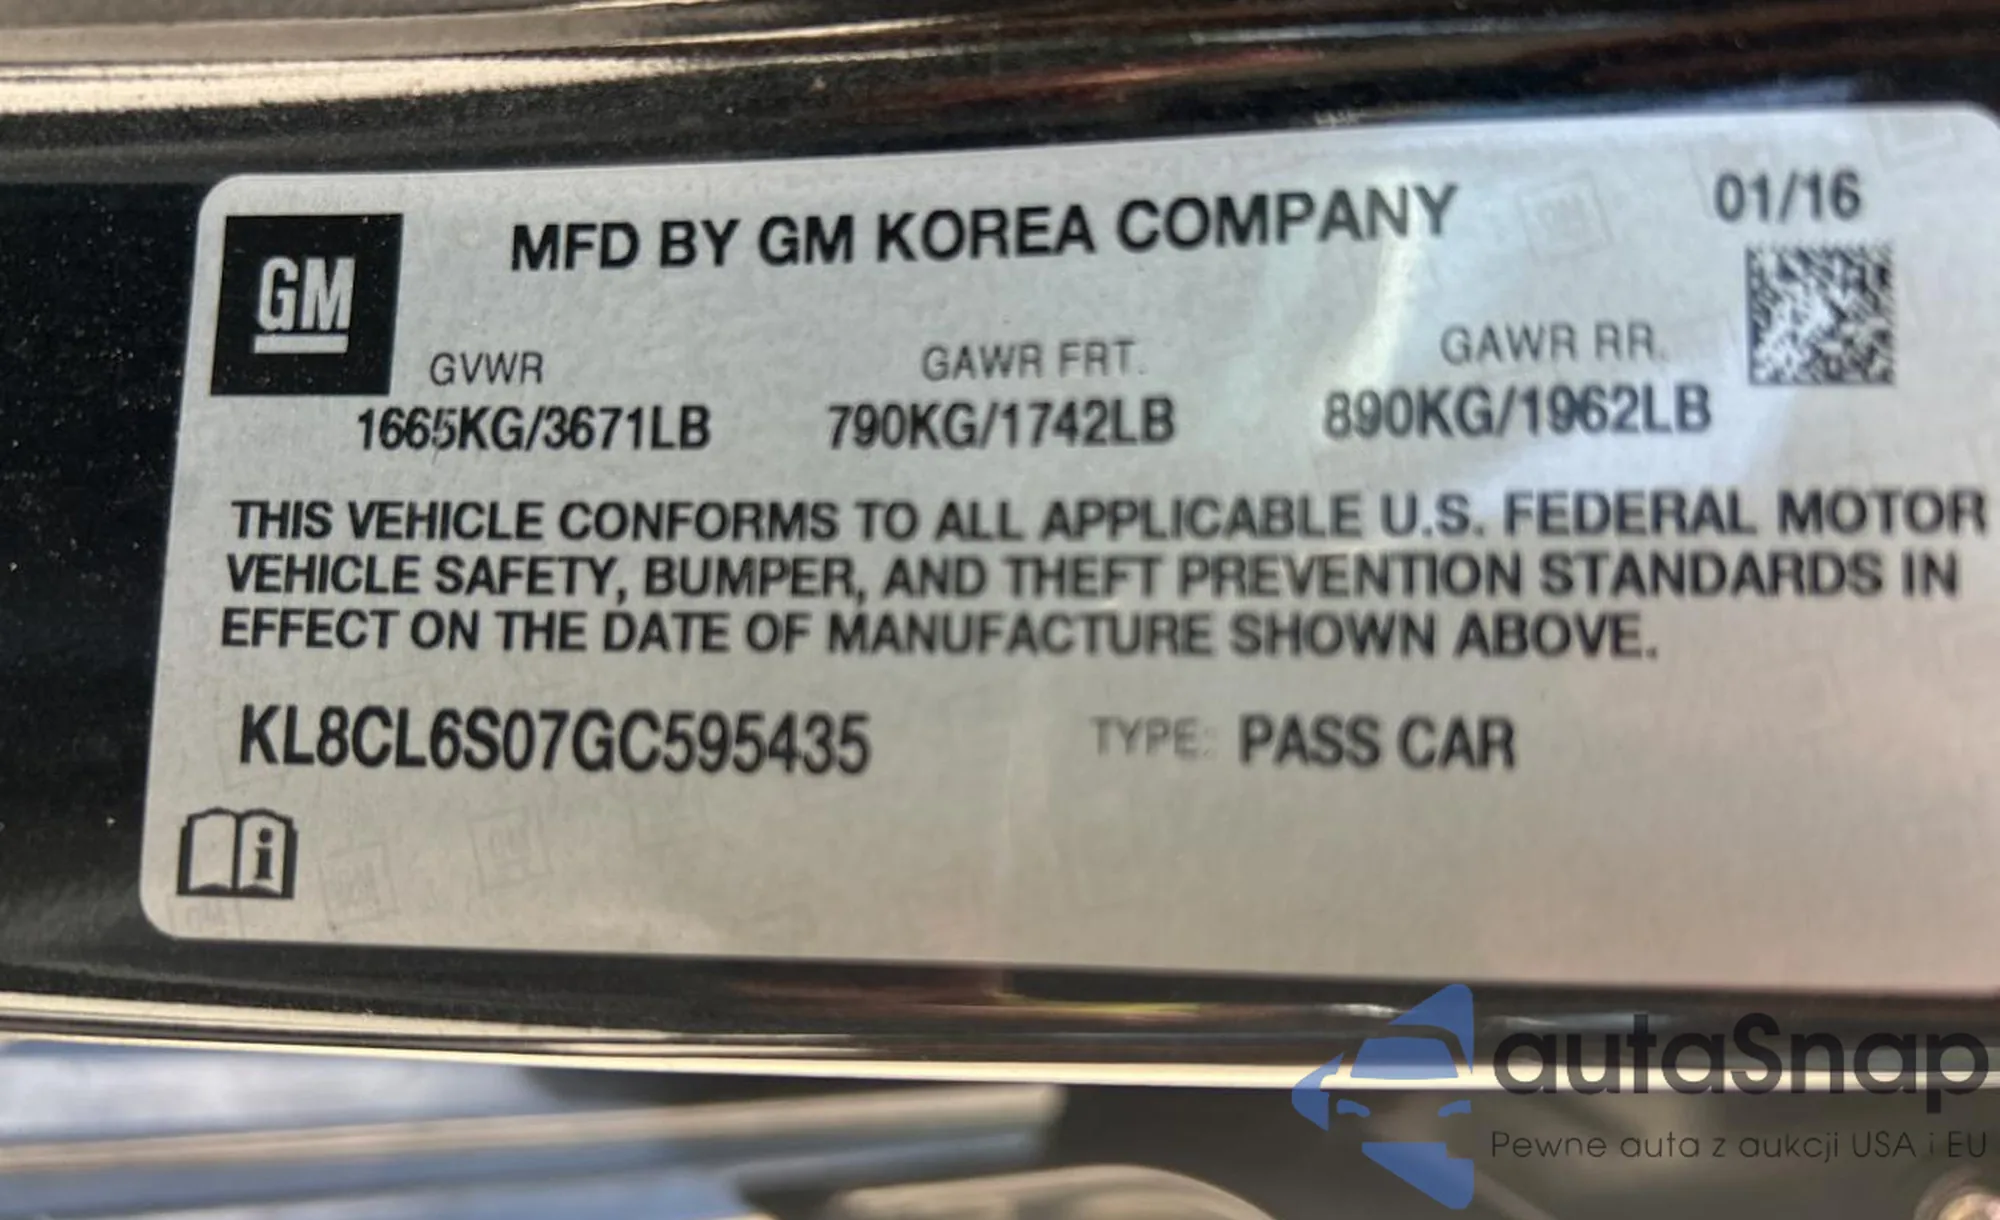 MFD BY GM KOREA COMPANY 01/16
GM
GVWR GAWR FRT. GAWR RR.
1665KG/3671LB 790KG/1742LB 890KG/1962LB
THIS VEHICLE CONFORMS TO ALL APPLICABLE U.S. FEDERAL MOTOR
VEHICLE SAFETY, BUMPER, AND THEFT PREVENTION STANDARDS IN
EFFECT ON THE DATE OF MANUFACTURE SHOWN ABOVE.
KL8CL6S07GC595435 TYPE: PASS CAR
i
autaSnap
Pewne auta z aukcji USA i EU